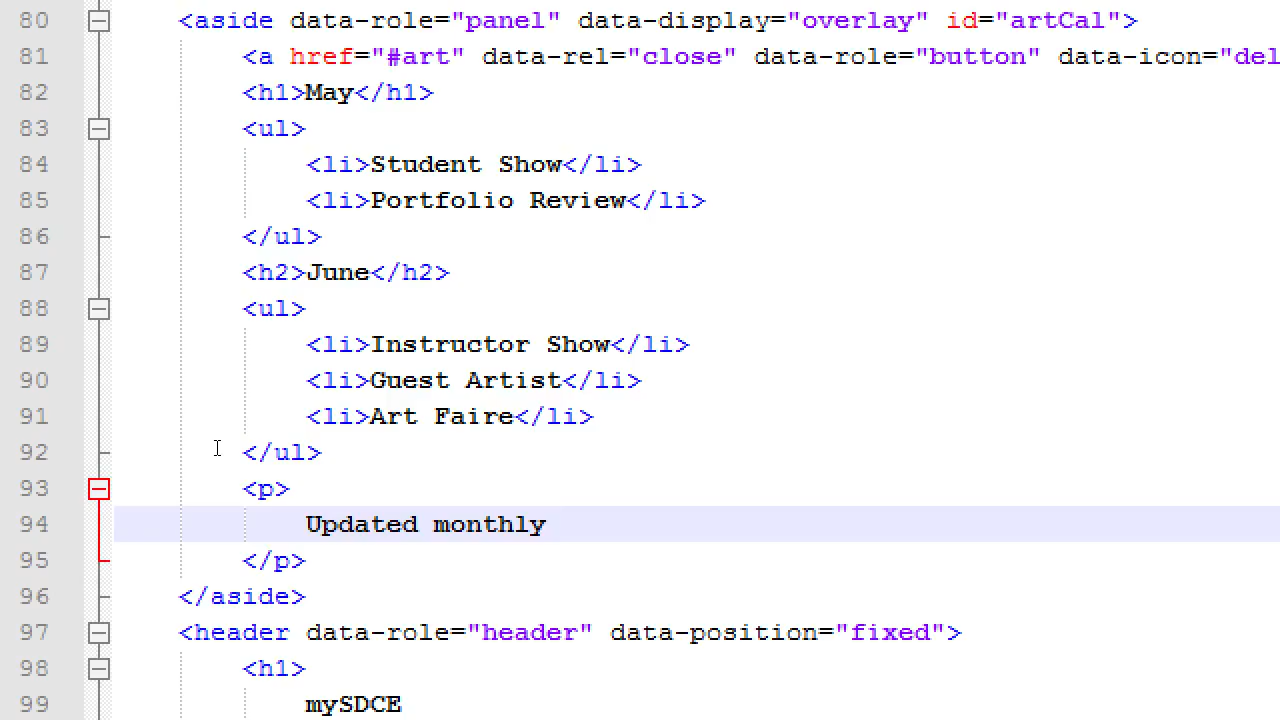 80 <aside data-role="panel" data-display="overlay" id="artCal">
81 <a href="#art" data-rel="close" data-role="button" data-icon="del
82 <h1>May</h1>
83 <ul>
84 <li>Student Show</li>
85 <li>Portfolio Review</li>
86 </ul>
87 <h2>June</h2>
88 <ul>
89 <li>Instructor Show</li>
90 <li>Guest Artist</li>
91 <li>Art Faire</li>
92 </ul>
93 <p>
94 Updated monthly
95 </p>
96 </aside>
97 <header data-role="header" data-position="fixed">
98 <h1>
99 mySDCE